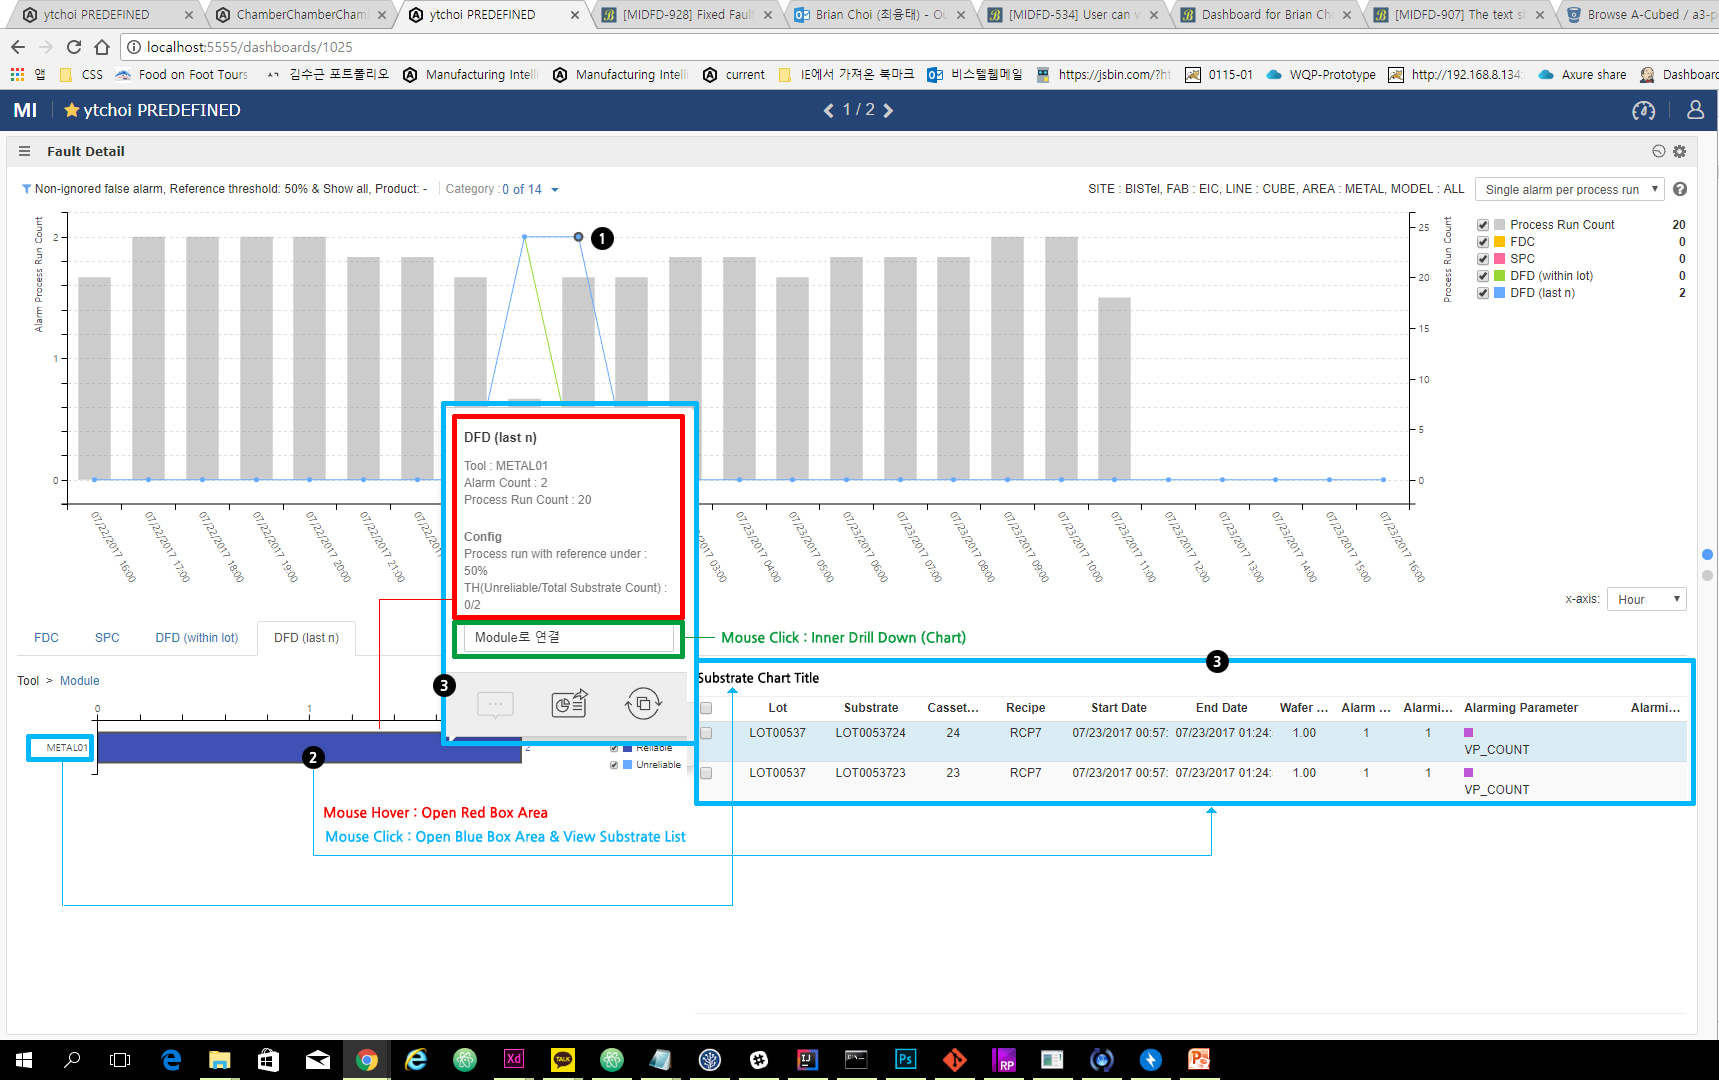 ytchoi PREDEFINED
ChamberChamberCham
ytchoi PREDEFINED
[MIDFD-928] Fixed Fault
Brian Choi (최용태) - Ou
[MIDFD-534] User can v
Dashboard for Brian Ch
[MIDFD-907] The text s
Browse A-Cubed / a3-p
localhost:5555/dashboards/1025
앱
CSS
Food on Foot Tours
김수근 포트폴리오
Manufacturing Intelli
Manufacturing Intelli
current
IE에서 가져온 북마크
비스텔웹메일
https://jsbin.com/?ht
0115-01
WQP-Prototype
http://192.168.8.134
Axure share
Dashboard
MI
ytchoi PREDEFINED
1 / 2
Fault Detail
Non-ignored false alarm, Reference threshold: 50% & Show all, Product: -
Category : 0 of 14
SITE : BISTel, FAB : EIC, LINE : CUBE, AREA : METAL, MODEL : ALL
Single alarm per process run
Alarm Process Run Count
2
1
0
25
20
15
10
5
0
Process Run Count
1
Process Run Count 20
FDC 0
SPC 0
DFD (within lot) 0
DFD (last n) 2
07/22/2017 16:00
07/22/2017 17:00
07/22/2017 18:00
07/22/2017 19:00
07/22/2017 20:00
07/22/2017 21:00
2017 03:00
07/23/2017 04:00
07/23/2017 05:00
07/23/2017 06:00
07/23/2017 07:00
07/23/2017 08:00
07/23/2017 09:00
07/23/2017 10:00
07/23/2017 11:00
07/23/2017 12:00
07/23/2017 13:00
07/23/2017 14:00
07/23/2017 15:00
07/23/2017 16:00
x-axis: Hour
DFD (last n)
Tool : METAL01
Alarm Count : 2
Process Run Count : 20
Config
Process run with reference under :
50%
TH(Unreliable/Total Substrate Count) :
0/2
Module로 연결
Mouse Click : Inner Drill Down (Chart)
FDC
SPC
DFD (within lot)
DFD (last n)
Tool > Module
3
0
1
METAL01
2
2
Reliable
Unreliable
3
Substrate Chart Title
Lot Substrate Casset... Recipe Start Date End Date Wafer ... Alarm ... Alarmi... Alarming Parameter Alarmi...
LOT00537 LOT0053724 24 RCP7 07/23/2017 00:57: 07/23/2017 01:24: 1.00 1 1
VP_COUNT
LOT00537 LOT0053723 23 RCP7 07/23/2017 00:57: 07/23/2017 01:24: 1.00 1 1
VP_COUNT
Mouse Hover : Open Red Box Area
Mouse Click : Open Blue Box Area & View Substrate List
Xd
TALK
IJ
Ps
RP